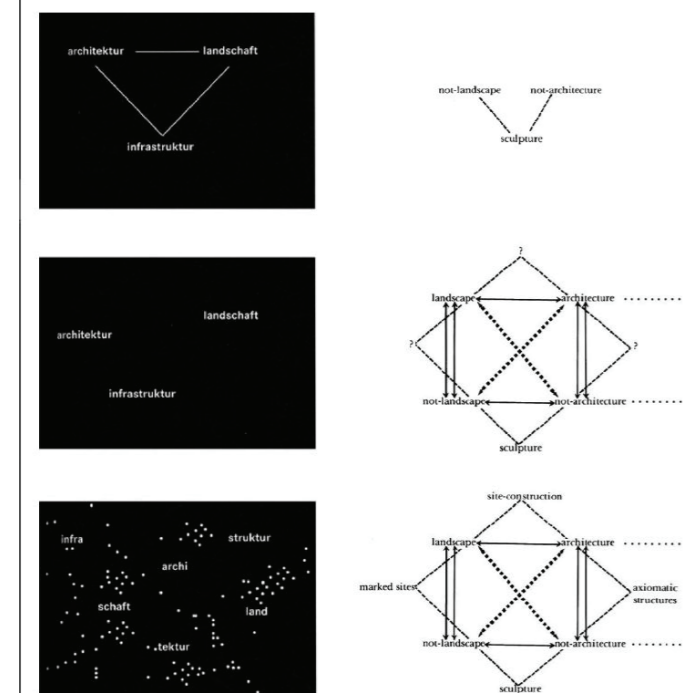 architektur landschaft
infrastruktur
not-landscape not-architecture
sculpture
landschaft
architektur
infrastruktur
?
landscape architecture
? ?
not-landscape not-architecture
sculpture
infra struktur
archi
schaft land
tektur
site-construction
landscape architecture
marked sites axiomatic
structures
not-landscape not-architecture
sculpture